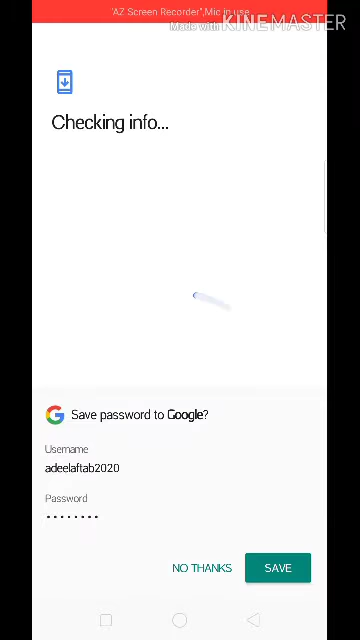 "AZ Screen Recorder",Mic in use
Made with KINEMASTER
Checking info...
Save password to Google?
Username
adeelaftab2020
Password
••••••••
NO THANKS SAVE